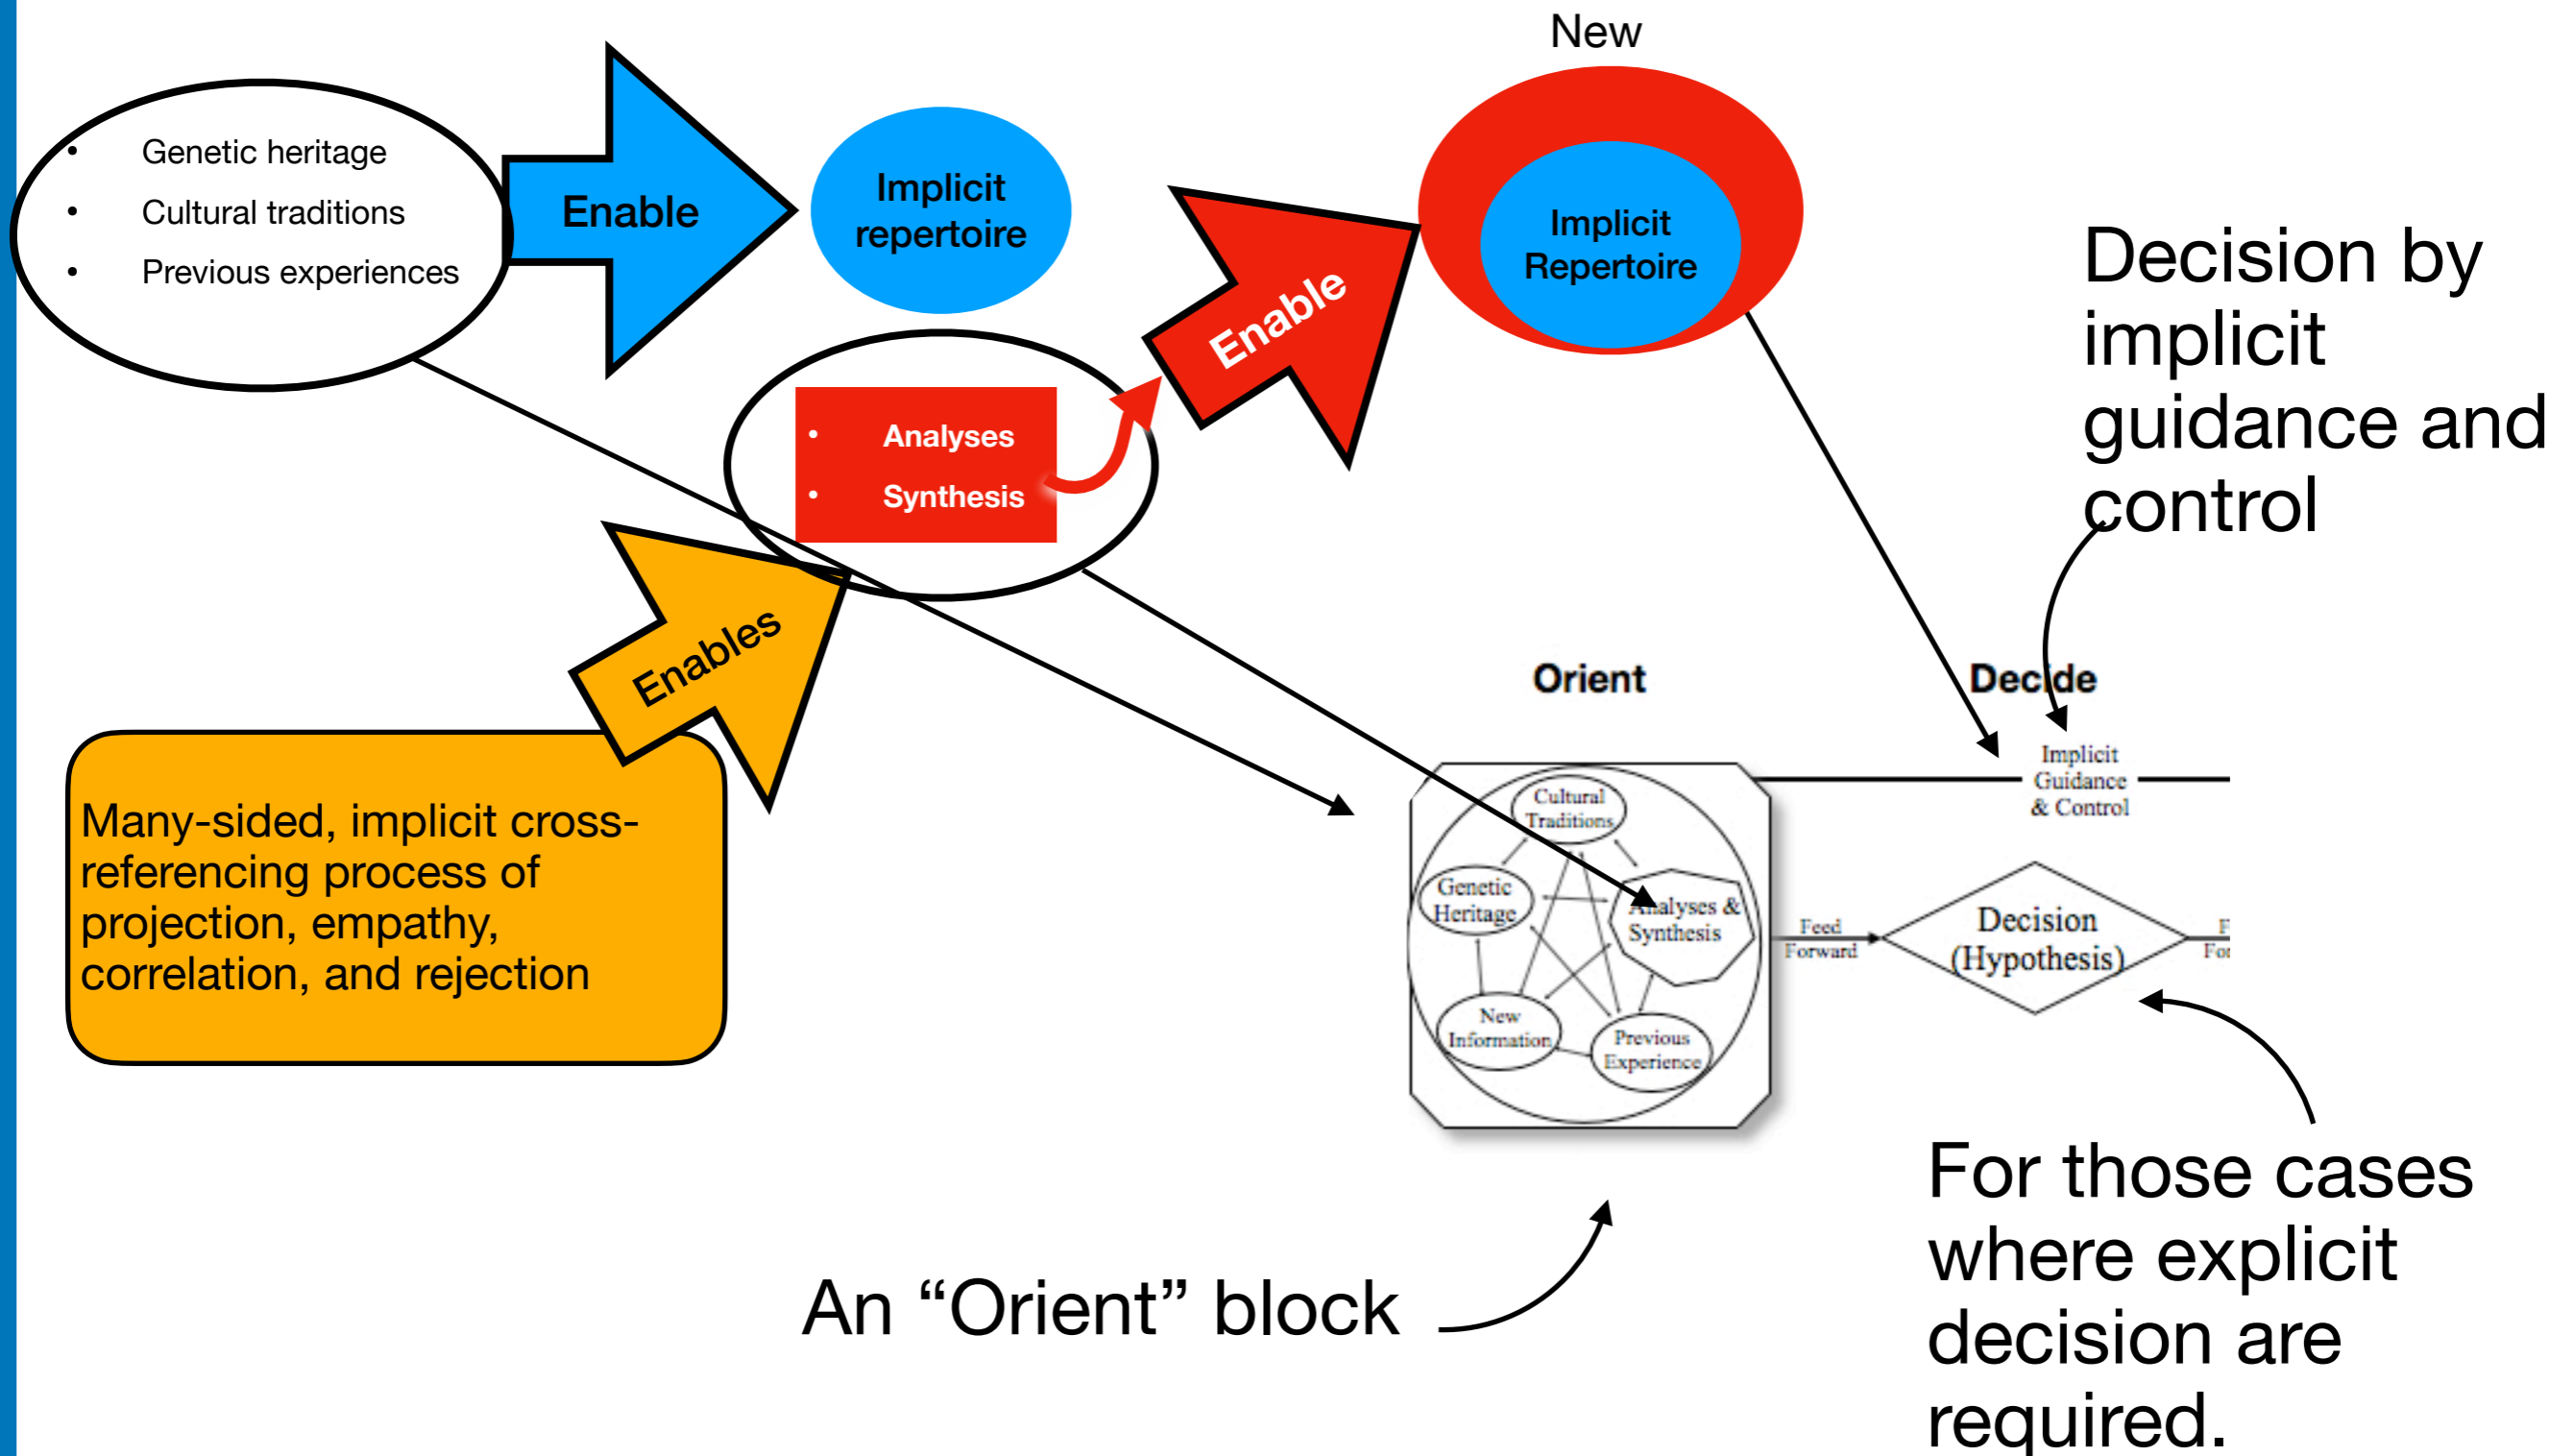 New
• Genetic heritage
• Cultural traditions
• Previous experiences
Enable
Implicit
repertoire
Enable
Implicit
Repertoire
Decision by
implicit
guidance and
control
• Analyses
• Synthesis
Enables
Many-sided, implicit cross-
referencing process of
projection, empathy,
correlation, and rejection
Orient
Decide
Implicit
Guidance
& Control
Cultural
Traditions
Genetic
Heritage
Analyses &
Synthesis
New
Information
Previous
Experience
Feed
Forward
Decision
(Hypothesis)
F
For
An “Orient” block
For those cases
where explicit
decision are
required.